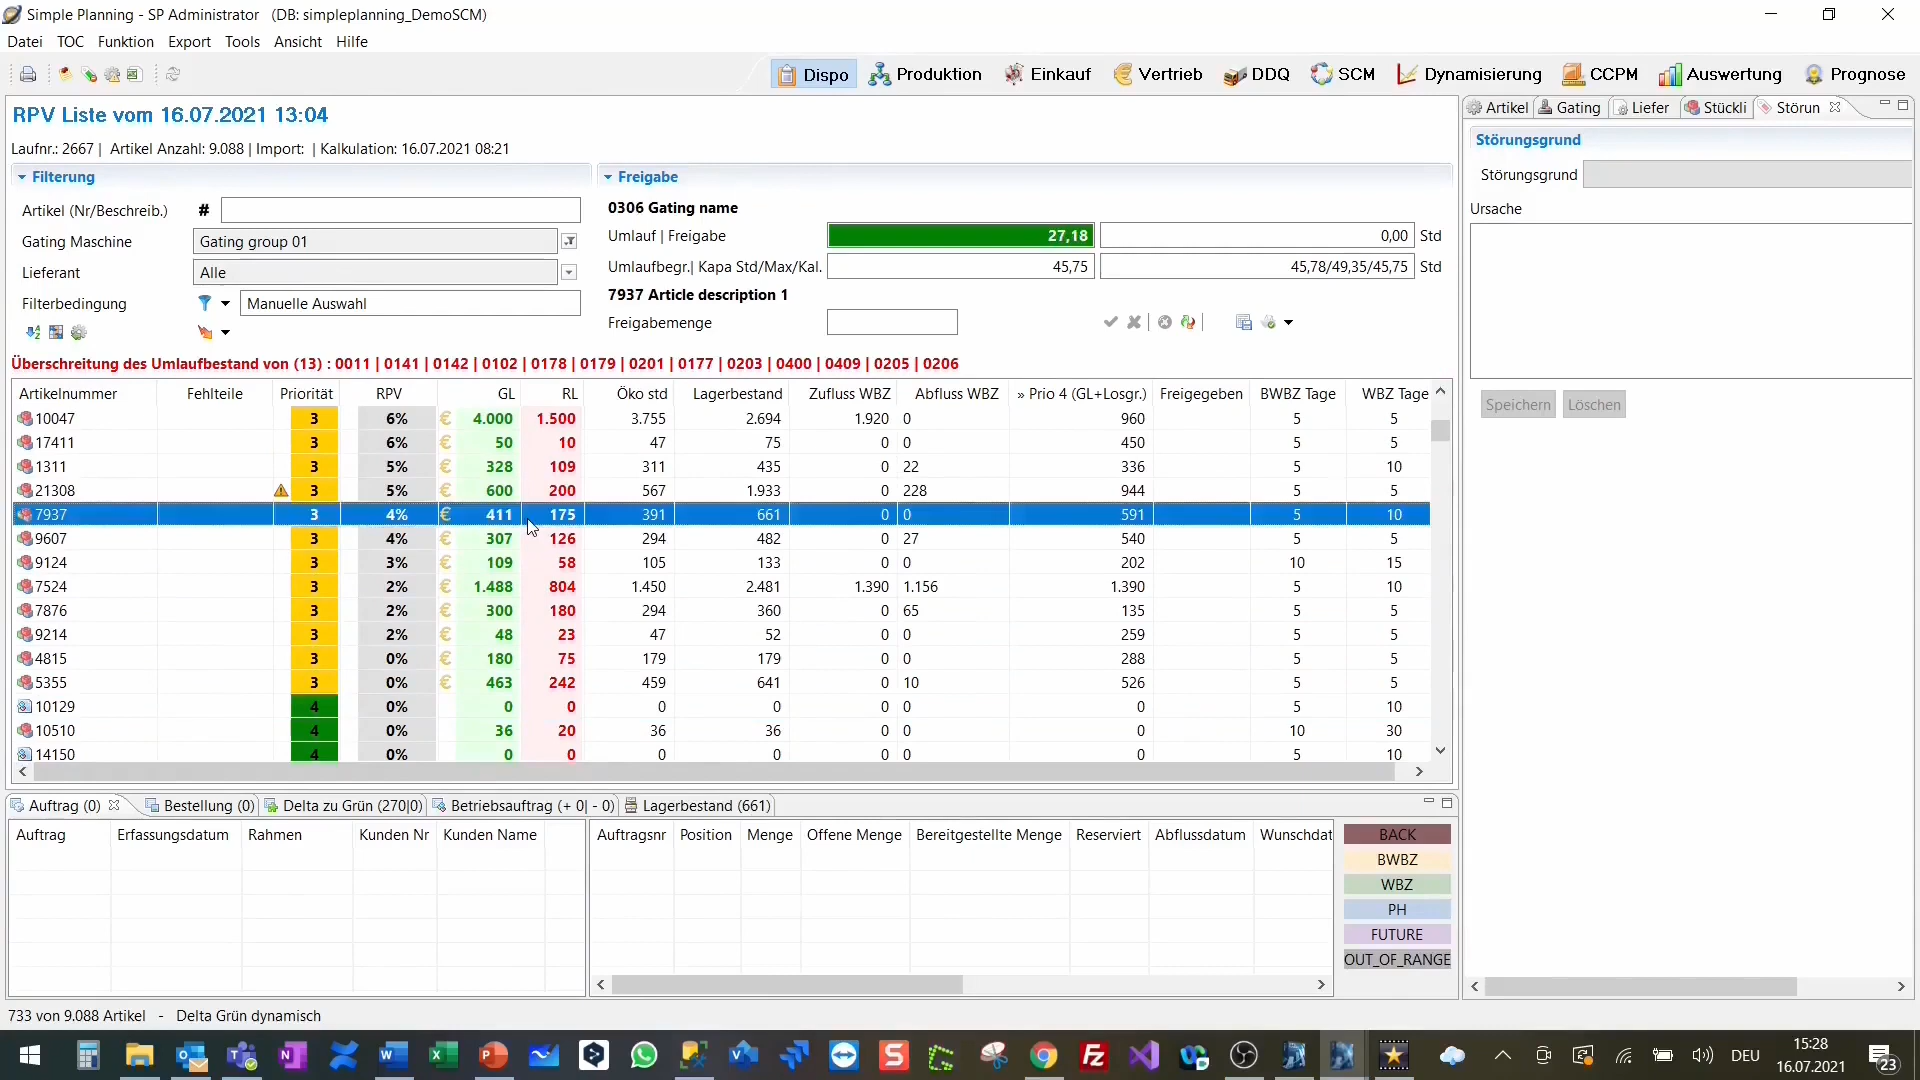 Simple Planning - SP Administrator (DB: simpleplanning_DemoSCM)
Datei TOC Funktion Export Tools Ansicht Hilfe
Dispo Produktion Einkauf Vertrieb DDQ SCM Dynamisierung CCPM Auswertung Prognose
RPV Liste vom 16.07.2021 13:04
Laufnr.: 2667 | Artikel Anzahl: 9.088 | Import: | Kalkulation: 16.07.2021 08:21
Filterung
Artikel (Nr/Beschreib.) #
Gating Maschine Gating group 01
Lieferant Alle
Filterbedingung Manuelle Auswahl
Freigabe
0306 Gating name
Umlauf | Freigabe 27,18 0,00 Std
Umlaufbegr.| Kapa Std/Max/Kal. 45,75 45,78/49,35/45,75 Std
7937 Article description 1
Freigabemenge
Überschreitung des Umlaufbestand von (13) : 0011 | 0141 | 0142 | 0102 | 0178 | 0179 | 0201 | 0177 | 0203 | 0400 | 0409 | 0205 | 0206
Artikelnummer Fehlteile Priorität RPV GL RL Öko std Lagerbestand Zufluss WBZ Abfluss WBZ » Prio 4 (GL+Losgr.) Freigegeben BWBZ Tage WBZ Tage
10047 3 6% € 4.000 1.500 3.755 2.694 1.920 0 960 5 5
17411 3 6% € 50 10 47 75 0 0 450 5 5
1311 3 5% € 328 109 311 435 0 22 336 5 10
21308 3 5% € 600 200 567 1.933 0 228 944 5 5
7937 3 4% € 411 175 391 661 0 0 591 5 10
9607 3 4% € 307 126 294 482 0 27 540 5 5
9124 3 3% € 109 58 105 133 0 0 202 10 15
7524 3 2% € 1.488 804 1.450 2.481 1.390 1.156 1.390 5 10
7876 3 2% € 300 180 294 360 0 65 135 5 5
9214 3 2% € 48 23 47 52 0 0 259 5 5
4815 3 0% € 180 75 179 179 0 0 288 5 5
5355 3 0% € 463 242 459 641 0 10 526 5 5
10129 4 0% 0 0 0 0 0 0 0 5 10
10510 4 0% 36 20 36 36 0 0 0 10 30
14150 4 0% 0 0 0 0 0 0 0 5 10
Auftrag (0) Bestellung (0) Delta zu Grün (270|0) Betriebsauftrag (+ 0| - 0) Lagerbestand (661)
Auftrag Erfassungsdatum Rahmen Kunden Nr Kunden Name
Auftragsnr Position Menge Offene Menge Bereitgestellte Menge Reserviert Abflussdatum Wunschdat
BACK
BWBZ
WBZ
PH
FUTURE
OUT_OF_RANGE
Artikel Gating Liefer Stückli Störun
Störungsgrund
Störungsgrund
Ursache
Speichern Löschen
733 von 9.088 Artikel - Delta Grün dynamisch
DEU 15:28
16.07.2021
23